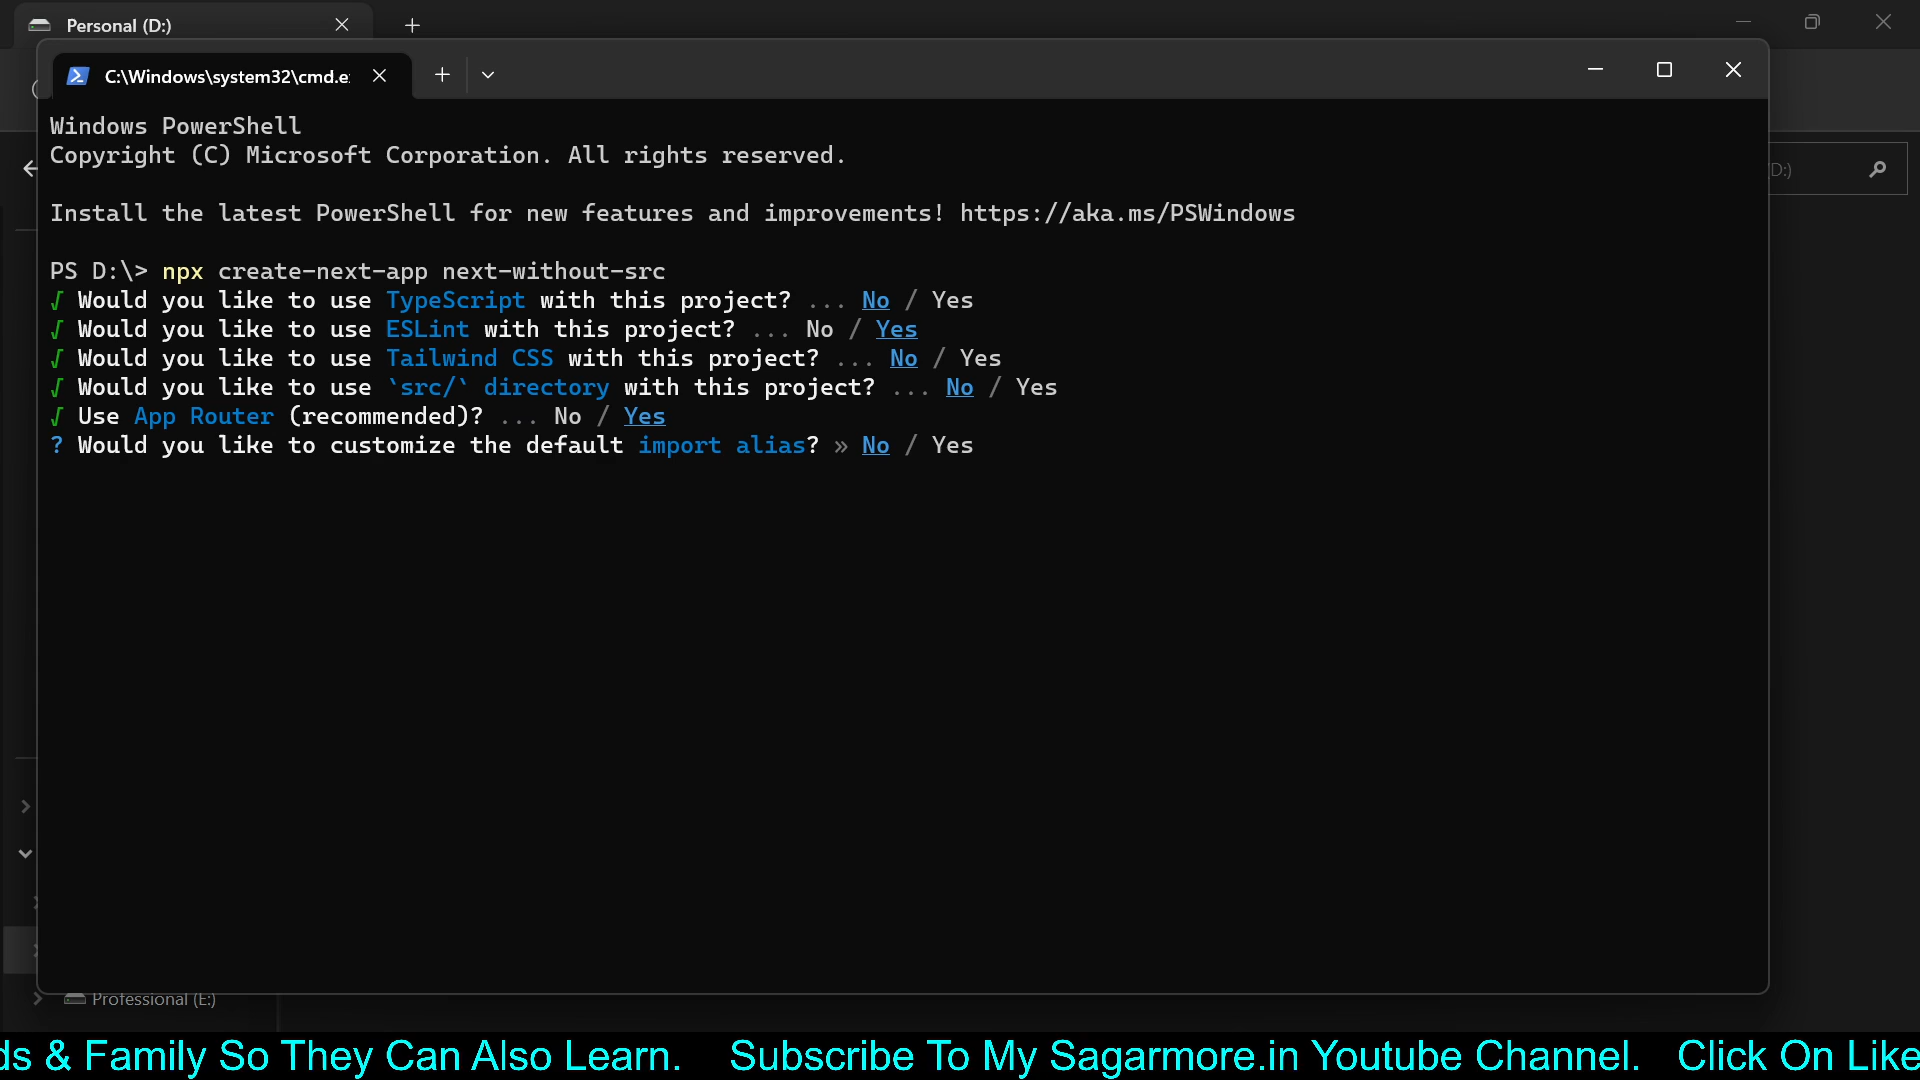 Personal (D:)
C:\Windows\system32\cmd.e
Windows PowerShell
Copyright (C) Microsoft Corporation. All rights reserved.
D:)
Install the latest PowerShell for new features and improvements! https://aka.ms/PSWindows
PS D:\> npx create-next-app next-without-src
√ Would you like to use TypeScript with this project? ... No / Yes
√ Would you like to use ESLint with this project? ... No / Yes
√ Would you like to use Tailwind CSS with this project? ... No / Yes
√ Would you like to use `src/` directory with this project? ... No / Yes
√ Use App Router (recommended)? ... No / Yes
? Would you like to customize the default import alias? » No / Yes
Professional (E:)
ds & Family So They Can Also Learn. Subscribe To My Sagarmore.in Youtube Channel. Click On Like